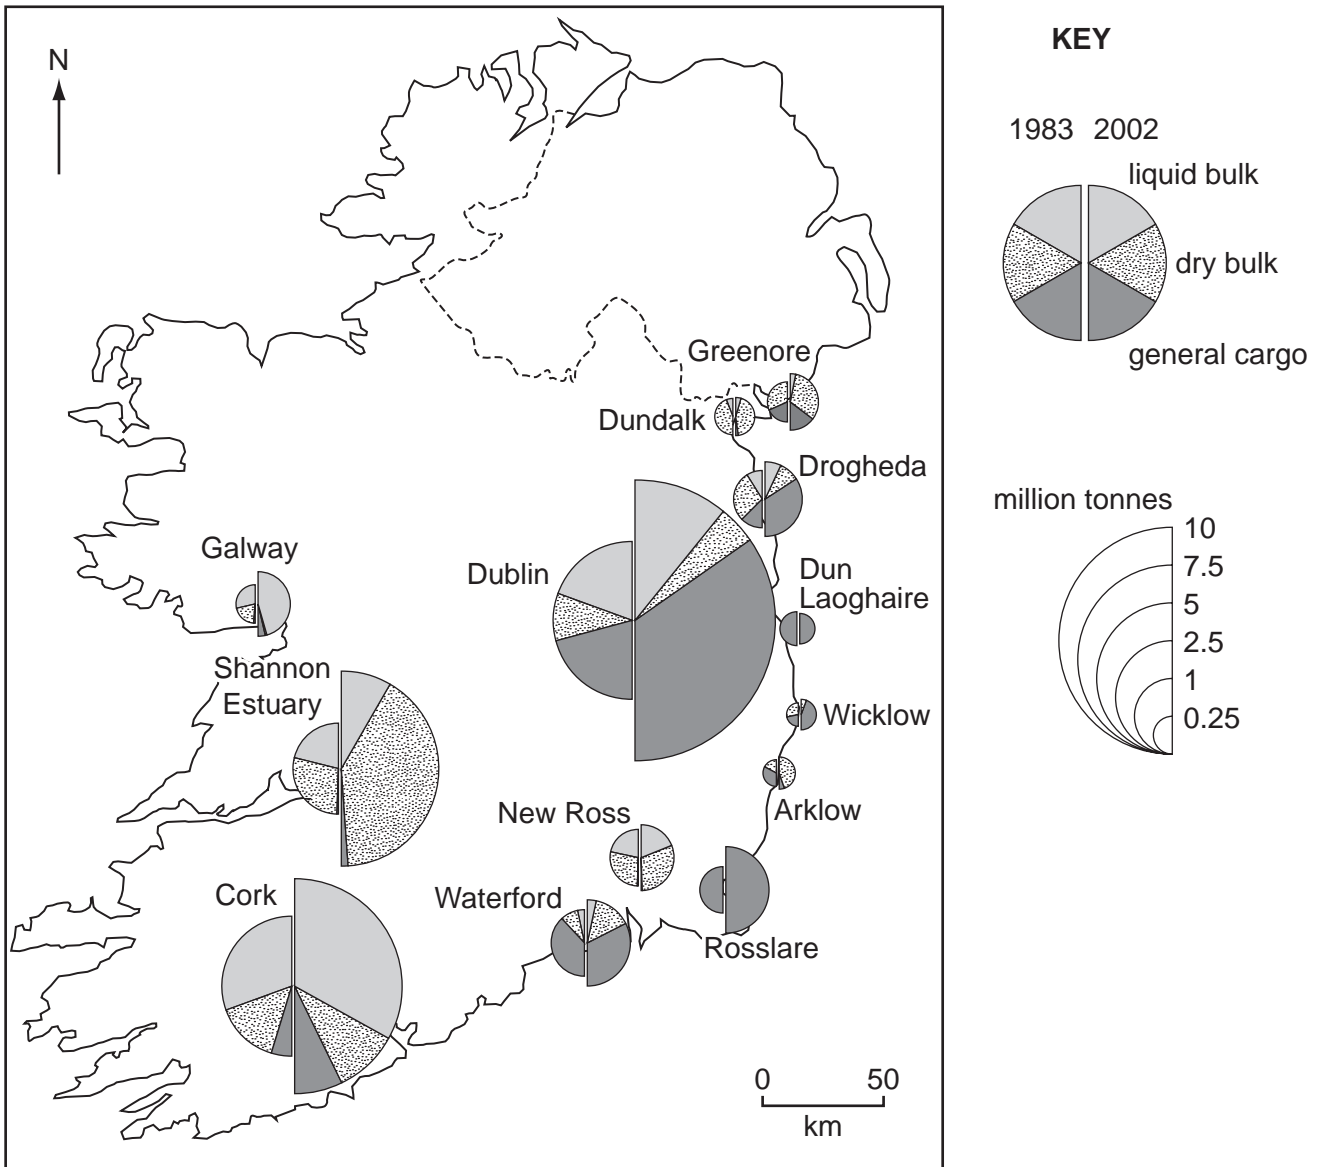 N
Greenore
Dundalk
Drogheda
Galway
Dublin
Dun
Laoghaire
Shannon
Estuary
Wicklow
New Ross
Arklow
Cork
Waterford
Rosslare
0 50
km
KEY
1983 2002
liquid bulk
dry bulk
general cargo
million tonnes
10
7.5
5
2.5
1
0.25